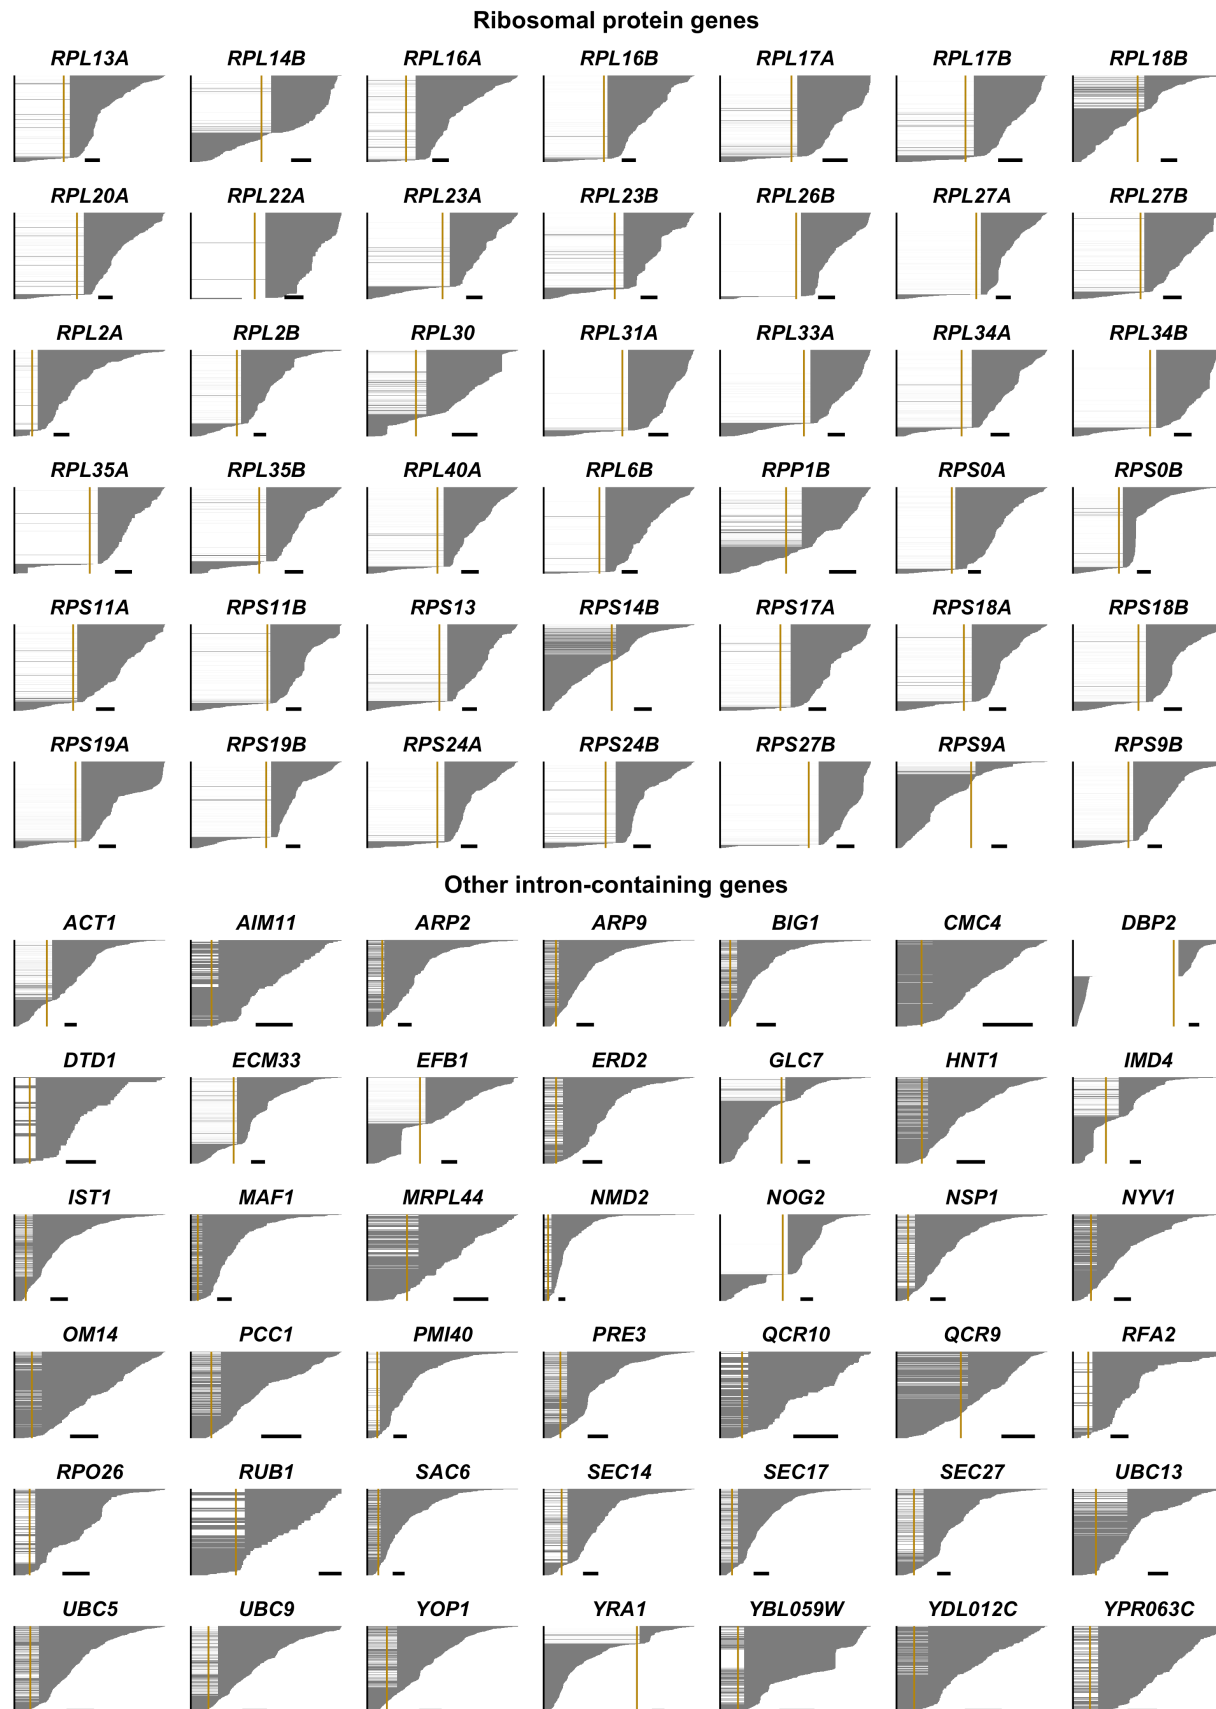 Ribosomal protein genes
RPL13A RPL14B RPL16A RPL16B RPL17A RPL17B RPL18B
RPL20A RPL22A RPL23A RPL23B RPL26B RPL27A RPL27B
RPL2A RPL2B RPL30 RPL31A RPL33A RPL34A RPL34B
RPL35A RPL35B RPL40A RPL6B RPP1B RPS0A RPS0B
RPS11A RPS11B RPS13 RPS14B RPS17A RPS18A RPS18B
RPS19A RPS19B RPS24A RPS24B RPS27B RPS9A RPS9B
Other intron-containing genes
ACT1 AIM11 ARP2 ARP9 BIG1 CMC4 DBP2
DTD1 ECM33 EFB1 ERD2 GLC7 HNT1 IMD4
IST1 MAF1 MRPL44 NMD2 NOG2 NSP1 NYV1
OM14 PCC1 PMI40 PRE3 QCR10 QCR9 RFA2
RPO26 RUB1 SAC6 SEC14 SEC17 SEC27 UBC13
UBC5 UBC9 YOP1 YRA1 YBL059W YDL012C YPR063C